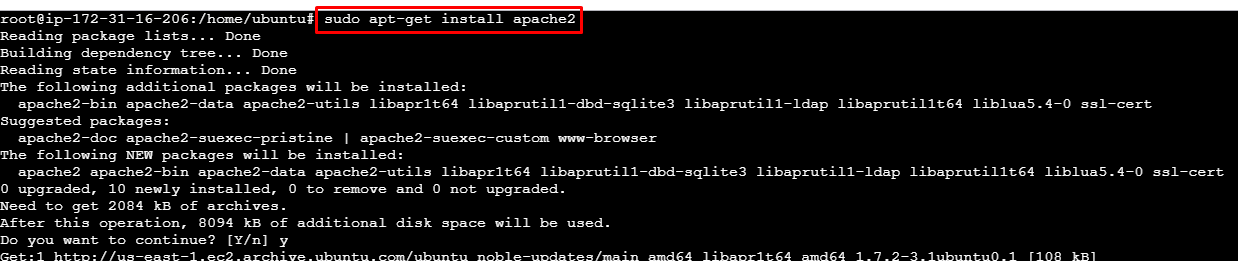 root@ip-172-31-16-206:/home/ubuntu# sudo apt-get install apache2
Reading package lists... Done
Building dependency tree... Done
Reading state information... Done
The following additional packages will be installed:
  apache2-bin apache2-data apache2-utils libapr1t64 libaprutil1-dbd-sqlite3 libaprutil1-ldap libaprutil1t64 liblua5.4-0 ssl-cert
Suggested packages:
  apache2-doc apache2-suexec-pristine | apache2-suexec-custom www-browser
The following NEW packages will be installed:
  apache2 apache2-bin apache2-data apache2-utils libapr1t64 libaprutil1-dbd-sqlite3 libaprutil1-ldap libaprutil1t64 liblua5.4-0 ssl-cert
0 upgraded, 10 newly installed, 0 to remove and 0 not upgraded.
Need to get 2084 kB of archives.
After this operation, 8094 kB of additional disk space will be used.
Do you want to continue? [Y/n] y
Get:1 http://us-east-1.ec2.archive.ubuntu.com/ubuntu noble-updates/main amd64 libapr1t64 amd64 1.7.2-3.1ubuntu0.1 [108 kB]